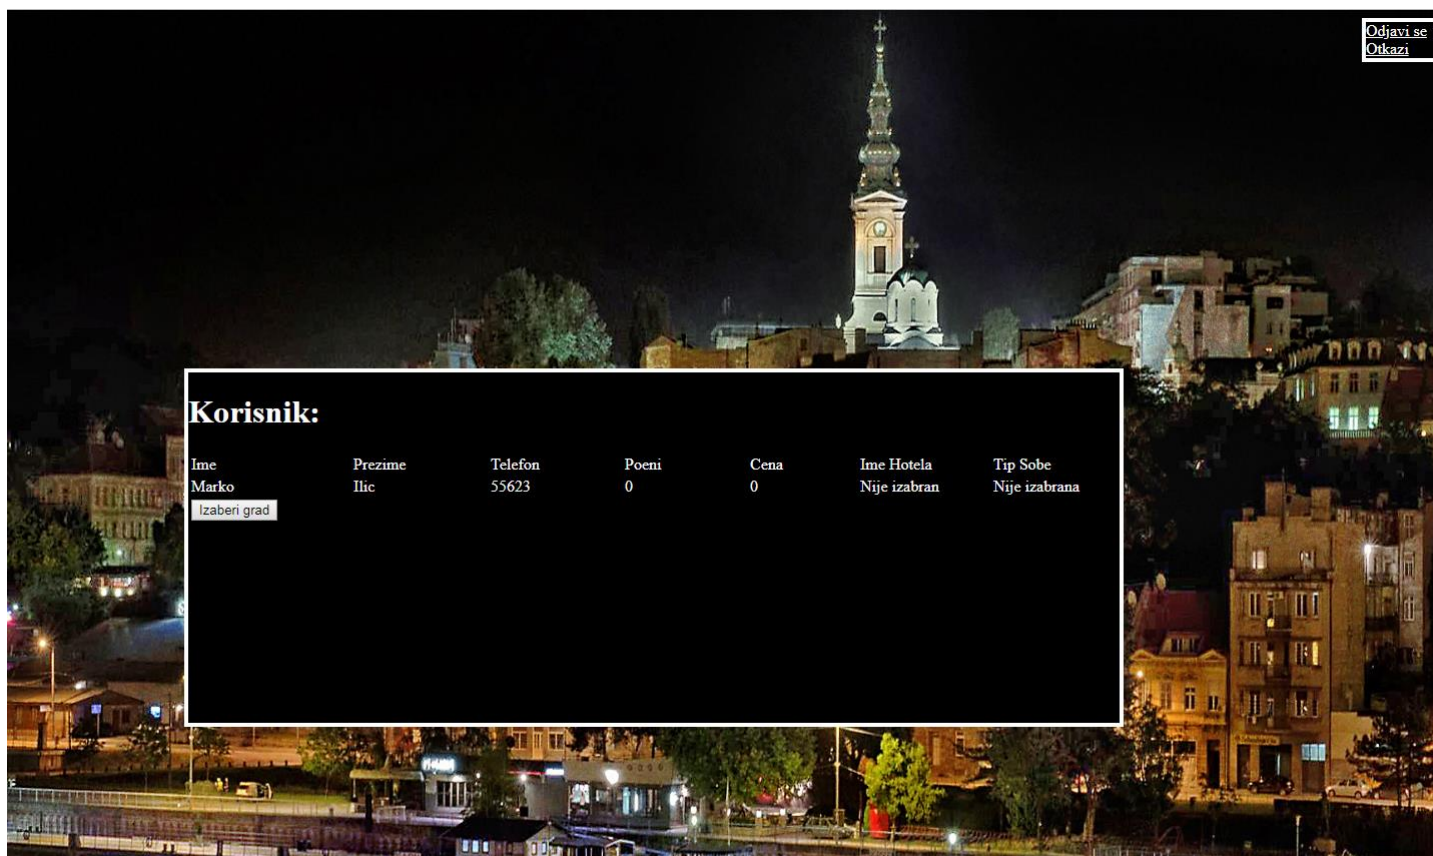 Odjavi se
Otkazi
Korisnik:
Ime Prezime Telefon Poeni Cena Ime Hotela Tip Sobe
Marko Ilic 55623 0 0 Nije izabran Nije izabrana
Izaberi grad